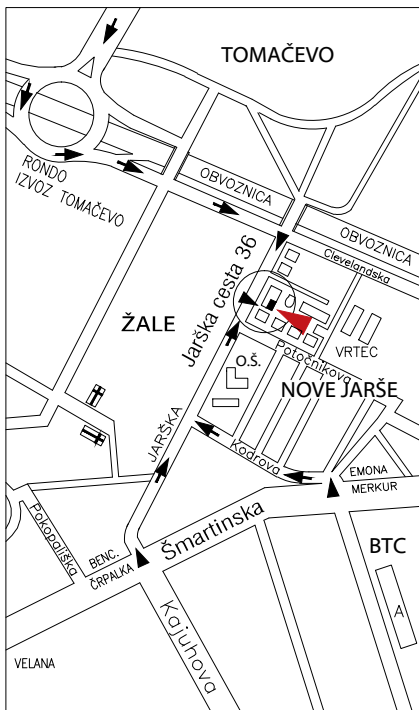 TOMAČEVO
RONDO
IZVOZ TOMAČEVO
OBVOZNICA
OBVOZNICA
Clevelandska
Jarška cesta 36
ŽALE
Potočnikova
VRTEC
O.Š.
NOVE JARŠE
JARŠKA
Kodrova
EMONA
MERKUR
Šmartinska
Pokopališka
BENC.
ČRPALKA
BTC
A
Kajuhova
VELANA